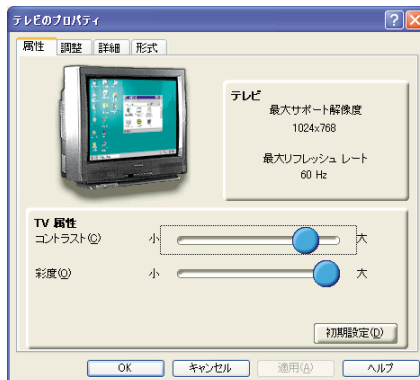 テレビのプロパティ
属性 調整 詳細 形式
テレビ
最大サポート解像度
1024x768
最大リフレッシュ レート
60 Hz
TV 属性
コントラスト(C) 小 大
彩度(O) 小 大
初期設定(D)
OK キャンセル 適用(A) ヘルプ